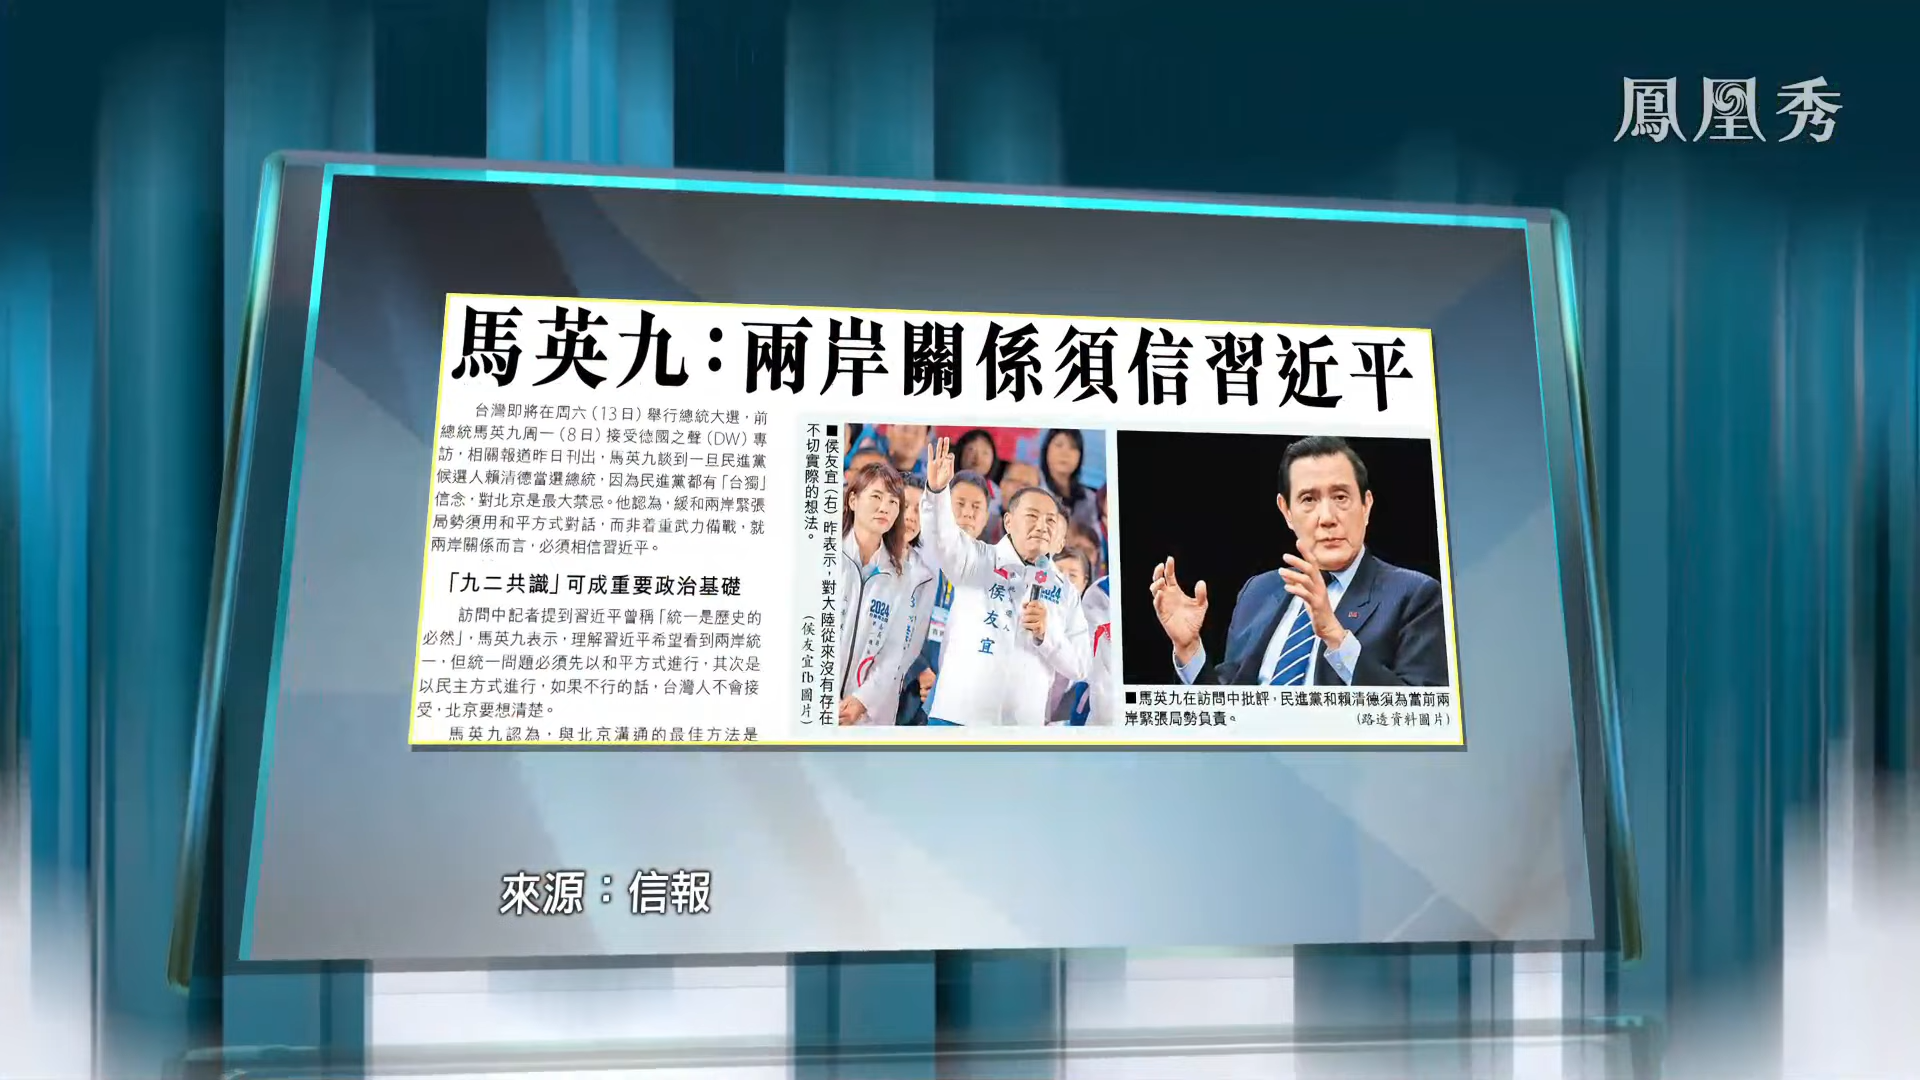 鳳凰秀
馬英九：兩岸關係須信習近平
台灣即將在周六（13日）舉行總統大選，前
總統馬英九周一（8日）接受德國之聲（DW）專
訪，相關報道昨日刊出，馬英九談到一旦民進黨
候選人賴清德當選總統，因為民進黨都有「台獨」
信念，對北京是最大禁忌。他認為，緩和兩岸緊張
局勢須用和平方式對話，而非着重武力備戰，就
兩岸關係而言，必須相信習近平。
「九二共識」可成重要政治基礎
訪問中記者提到習近平曾稱「統一是歷史的
必然」，馬英九表示，理解習近平希望看到兩岸統
一，但統一問題必須先以和平方式進行，其次是
以民主方式進行，如果不行的話，台灣人不會接
受，北京要想清楚。
馬英九認為，與北京溝通的最佳方法是
■侯友宜（右）昨表示，對大陸從來沒有存在
不切實際的想法。
（侯友宜fb圖片）
2024
侯友宜
■馬英九在訪問中批評，民進黨和賴清德須為當前兩
岸緊張局勢負責。
（路透資料圖片）
來源：信報